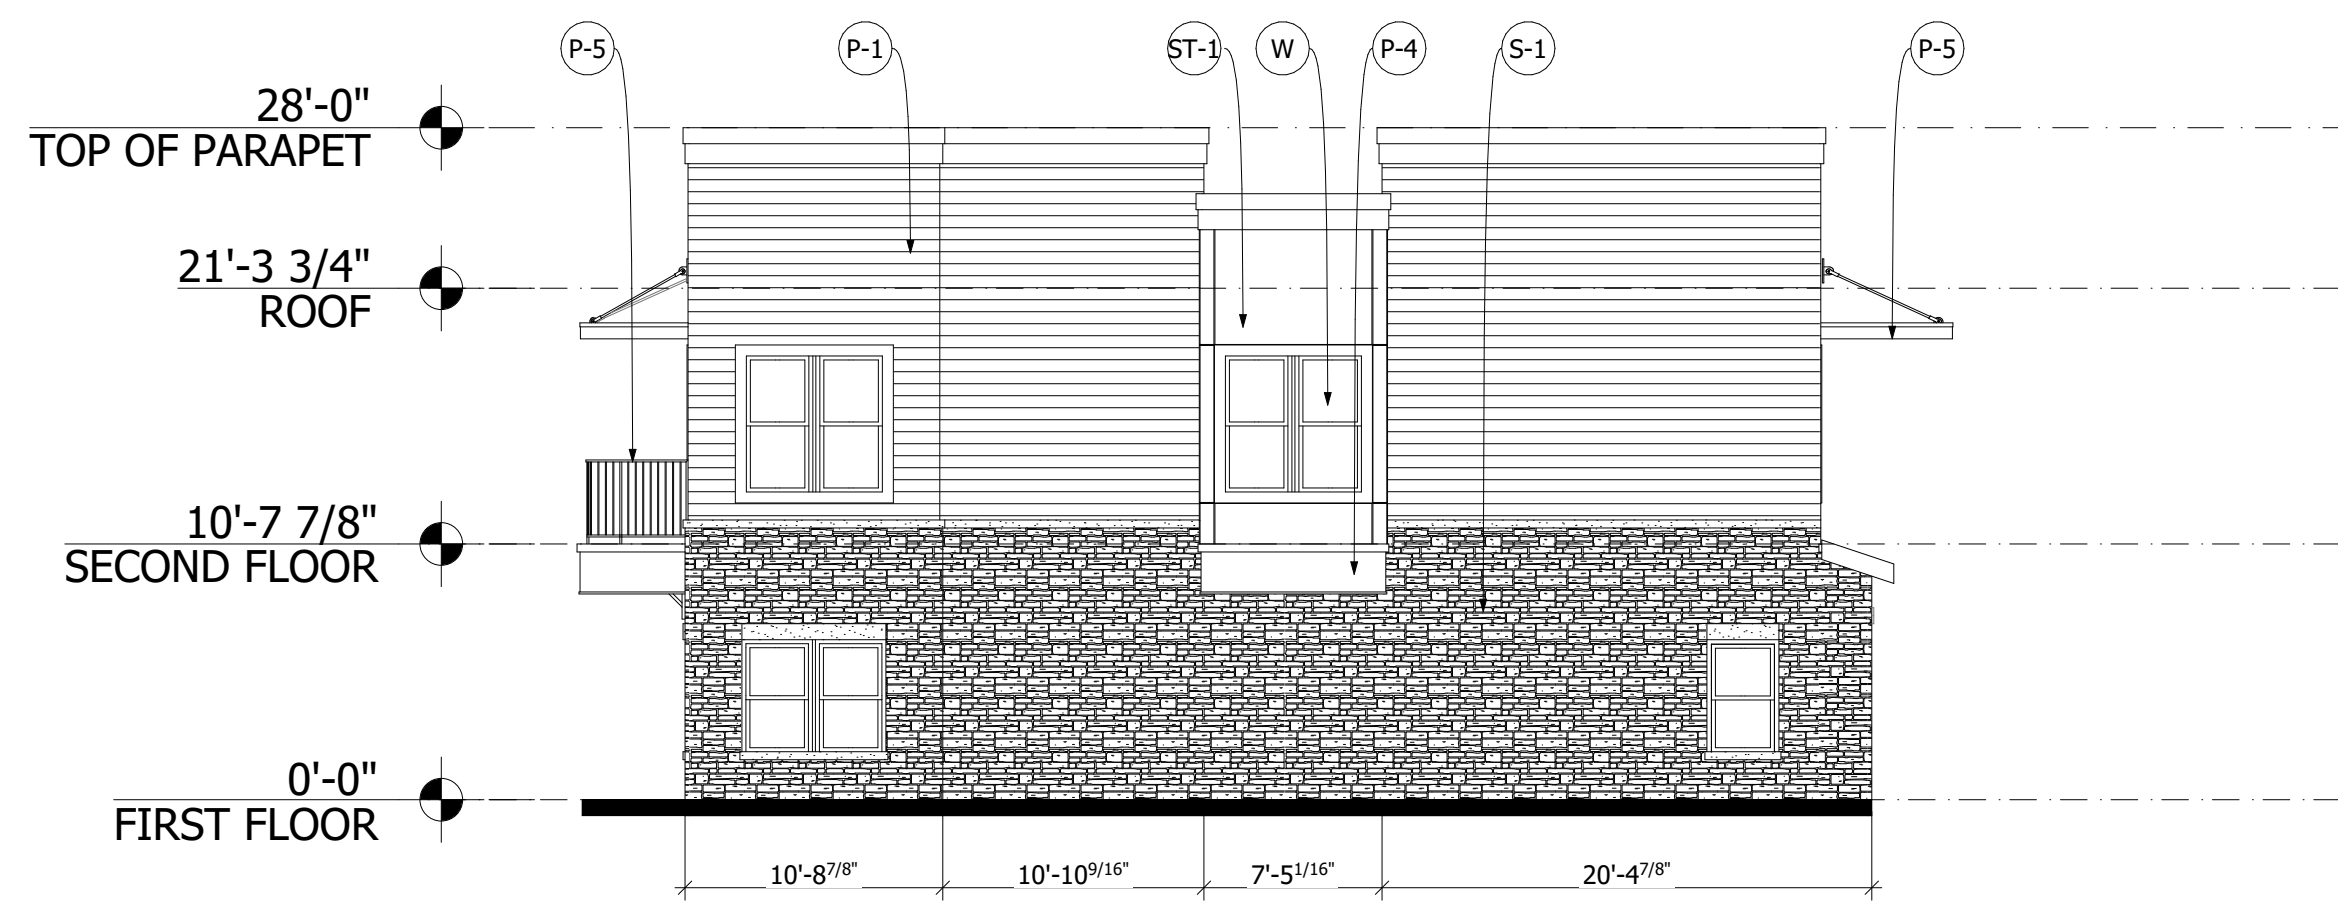 P-5
P-1
ST-1
W
P-4
S-1
P-5
28'-0"
TOP OF PARAPET
21'-3 3/4"
ROOF
10'-7 7/8"
SECOND FLOOR
0'-0"
FIRST FLOOR
10'-8 7/8"
10'-10 9/16"
7'-5 1/16"
20'-4 7/8"